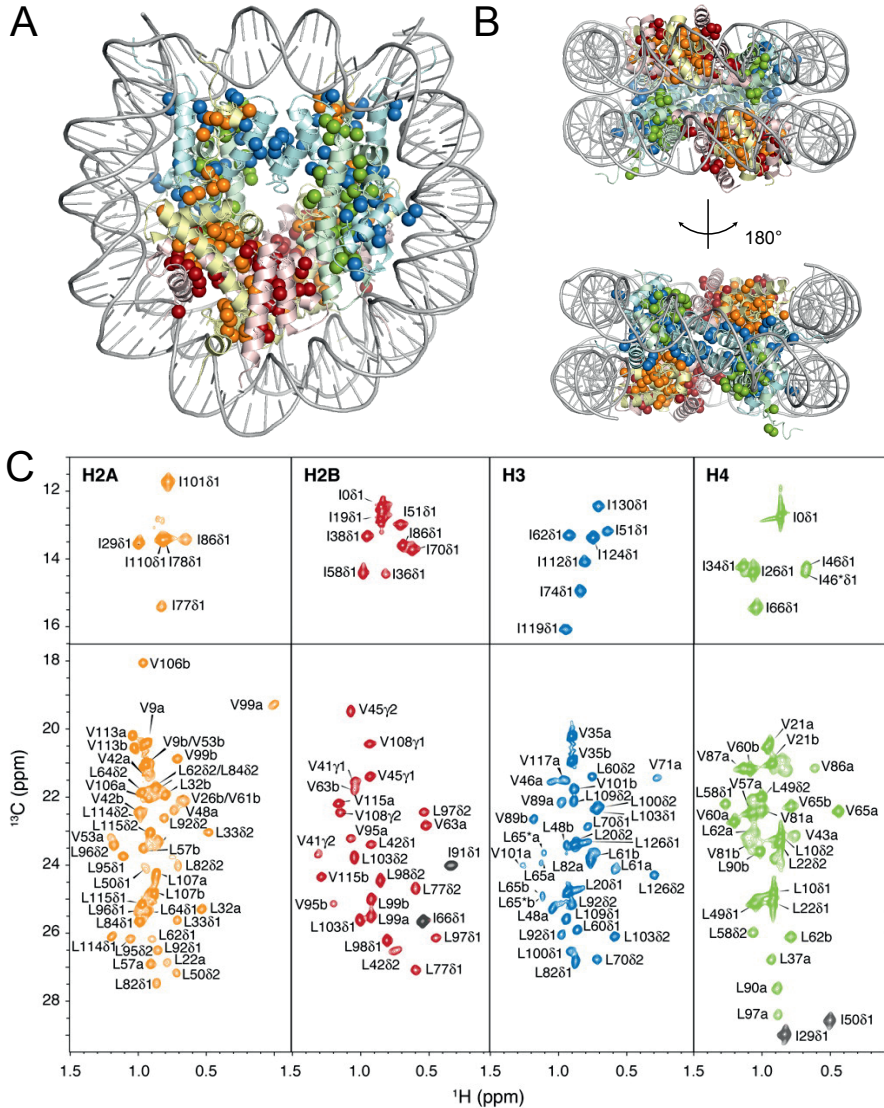 A
B
180°
C
H2A
H2B
H3
H4
12
14
16
18
20
22
24
26
28
¹³C (ppm)
I101δ1
I29δ1
I86δ1
I110δ1
I78δ1
I77δ1
V106b
V9a
V99a
V113a
V113b
V9b/V53b
V42a
V99b
L64δ2
L62δ2/L84δ2
V106a
L32b
V42b
V26b/V61b
L114δ2
V48a
L115δ2
L92δ2
V53a
L33δ2
L96δ2
L57b
L95δ1
L82δ2
L50δ1
L107a
L107b
L115δ1
L96δ1
L64δ1
L32a
L84δ1
L33δ1
L114δ1
L62δ1
L95δ2
L92δ1
L57a
L22a
L50δ2
L82δ1
I0δ1
I19δ1
I51δ1
I38δ1
I86δ1
I70δ1
I58δ1
I36δ1
V45γ2
V108γ1
V41γ1
V45γ1
V63b
V115a
L97δ2
V108γ2
V63a
V95a
V41γ2
L42δ1
I91δ1
L103δ2
V115b
L98δ2
L77δ2
V95b
L99b
L99a
I66δ1
L103δ1
L98δ1
L97δ1
L42δ2
L77δ1
I130δ1
I62δ1
I51δ1
I124δ1
I112δ1
I74δ1
I119δ1
V35a
V35b
V117a
L60δ2
V71a
V46a
V101b
L109δ2
V89a
L100δ2
L103δ1
V89b
L70δ1
L48b
L20δ2
L65*a
L126δ1
V101a
L82a
L61b
L65a
L61a
L126δ2
L65b
L20δ1
L65*b
L48a
L109δ1
L92δ1
L60δ1
L103δ2
L100δ1
L70δ2
L82δ1
I0δ1
I34δ1
I26δ1
I46δ1
I46*δ1
I66δ1
V21a
V60b
V21b
V87a
V86a
V57a
L49δ2
L58δ1
V65b
V60a
V65a
V81a
L62a
V43a
V81b
L10δ2
L90b
L22δ2
L10δ1
L49δ1
L22δ1
L58δ2
L62b
L37a
L90a
L97a
I50δ1
I29δ1
1.5
1.0
0.5
1.5
1.0
0.5
1.5
1.0
0.5
1.5
1.0
0.5
¹H (ppm)